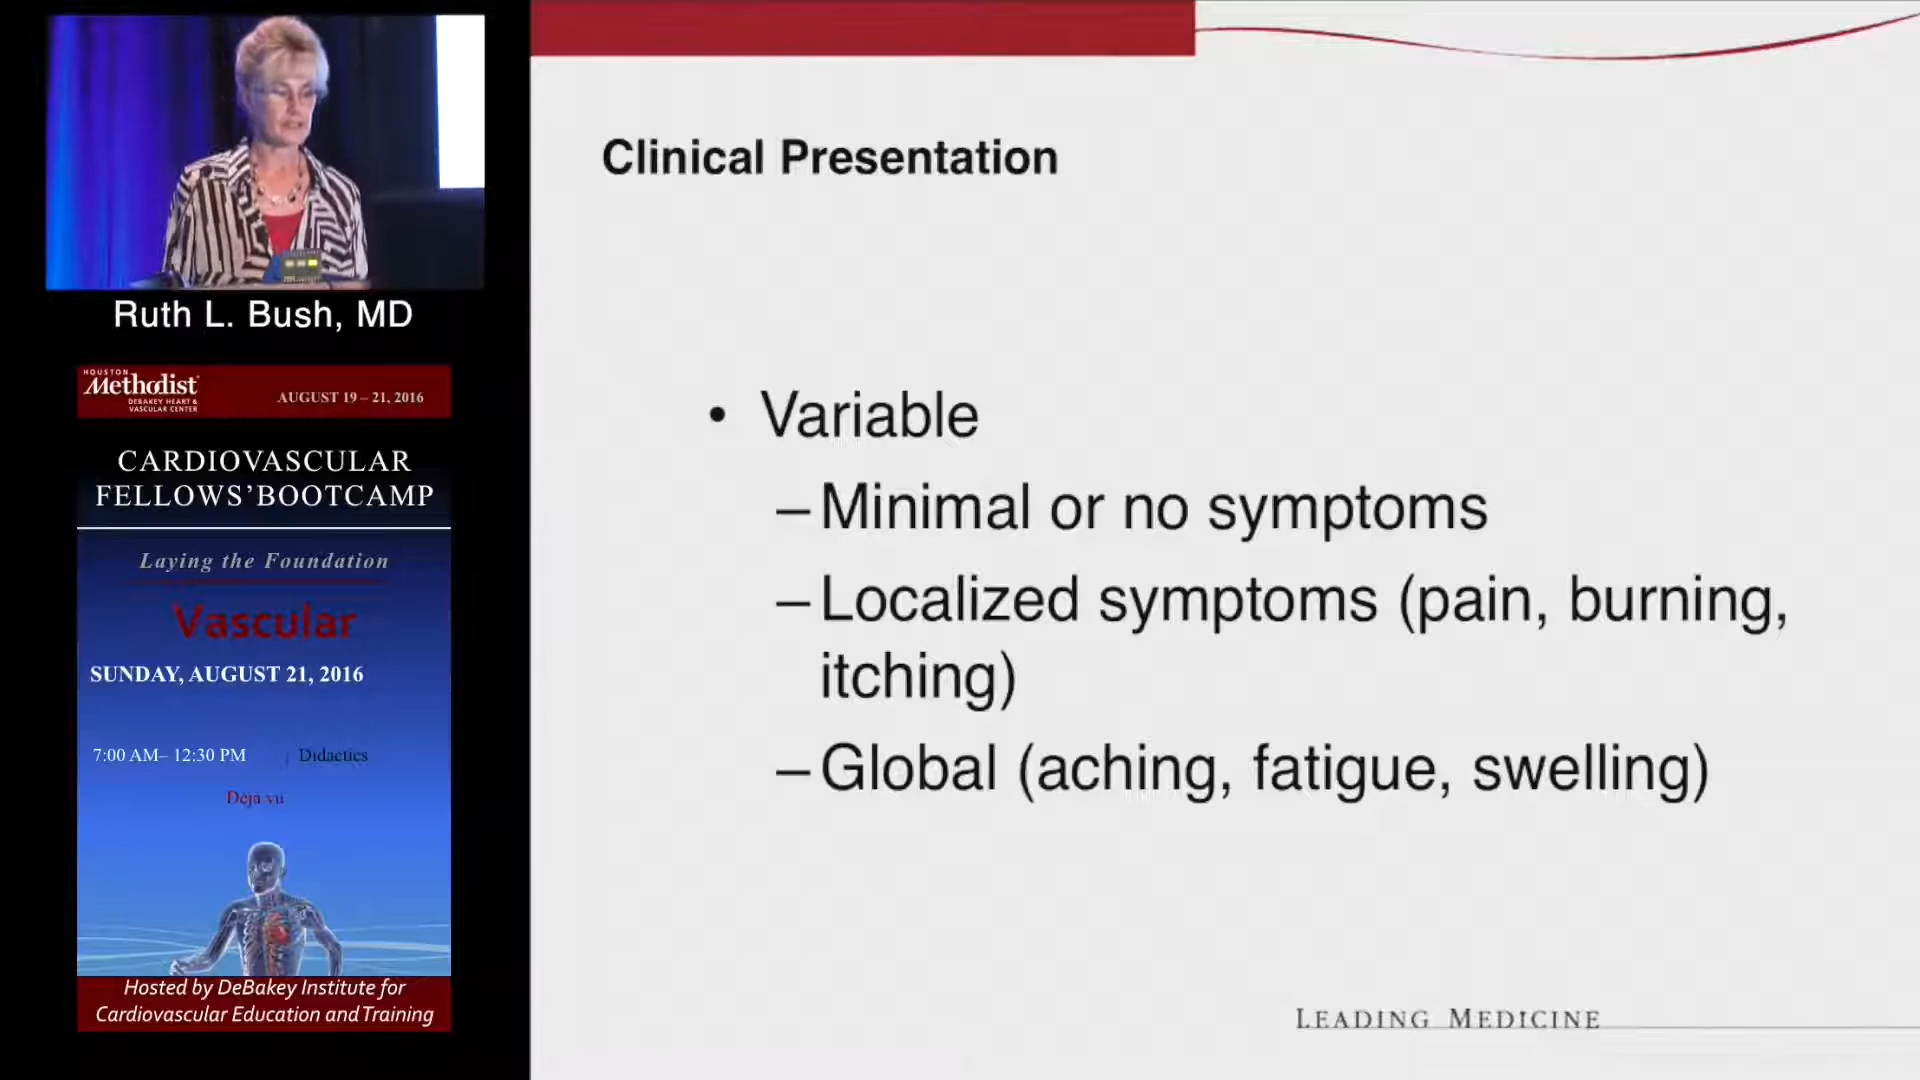 Ruth L. Bush, MD
HOUSTON
Methodist
DEBAKEY HEART &
VASCULAR CENTER
AUGUST 19 – 21, 2016
CARDIOVASCULAR
FELLOWS’BOOTCAMP
Laying the Foundation
Vascular
SUNDAY, AUGUST 21, 2016
7:00 AM– 12:30 PM | Didactics
Déjà vu
Hosted by DeBakey Institute for
Cardiovascular Education and Training
Clinical Presentation
• Variable
– Minimal or no symptoms
– Localized symptoms (pain, burning,
itching)
– Global (aching, fatigue, swelling)
LEADING MEDICINE